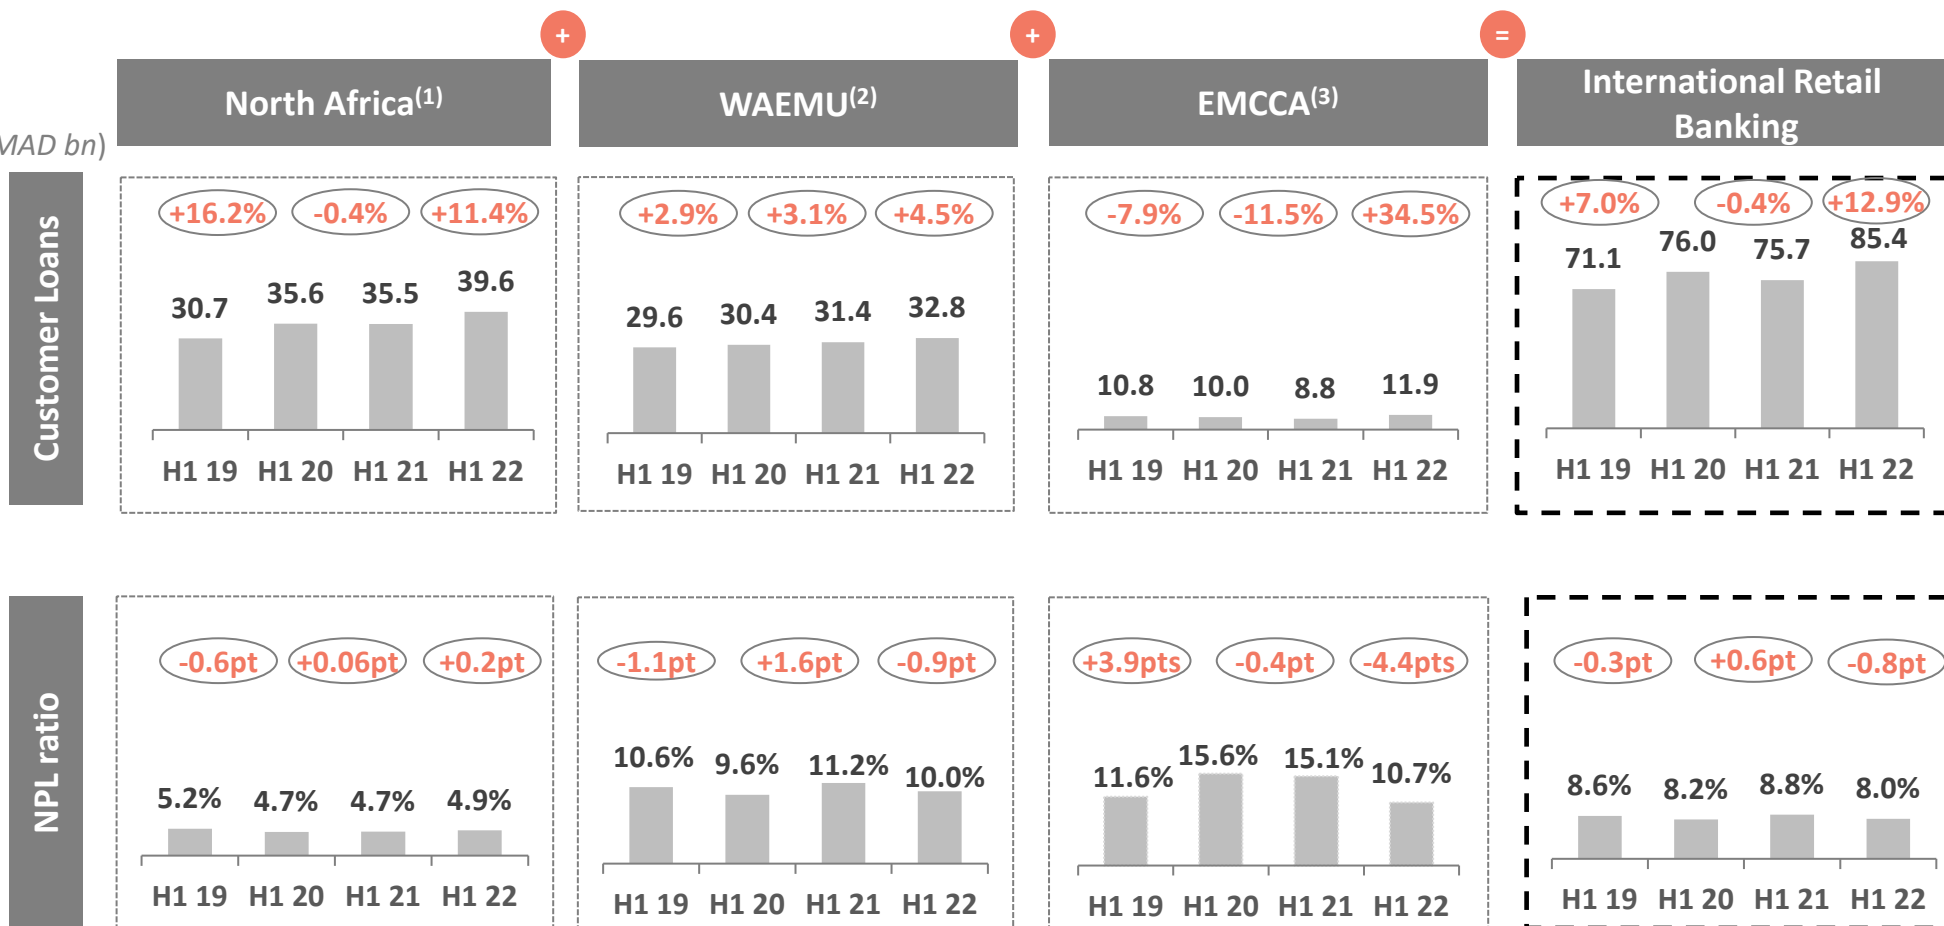 + + =
North Africa(1) WAEMU(2) EMCCA(3) International Retail
Banking
MAD bn)
Customer Loans
+16.2% -0.4% +11.4%
30.7 35.6 35.5 39.6
H1 19 H1 20 H1 21 H1 22
+2.9% +3.1% +4.5%
29.6 30.4 31.4 32.8
H1 19 H1 20 H1 21 H1 22
-7.9% -11.5% +34.5%
10.8 10.0 8.8 11.9
H1 19 H1 20 H1 21 H1 22
+7.0% -0.4% +12.9%
71.1 76.0 75.7 85.4
H1 19 H1 20 H1 21 H1 22
NPL ratio
-0.6pt +0.06pt +0.2pt
5.2% 4.7% 4.7% 4.9%
H1 19 H1 20 H1 21 H1 22
-1.1pt +1.6pt -0.9pt
10.6% 9.6% 11.2% 10.0%
H1 19 H1 20 H1 21 H1 22
+3.9pts -0.4pt -4.4pts
11.6% 15.6% 15.1% 10.7%
H1 19 H1 20 H1 21 H1 22
-0.3pt +0.6pt -0.8pt
8.6% 8.2% 8.8% 8.0%
H1 19 H1 20 H1 21 H1 22